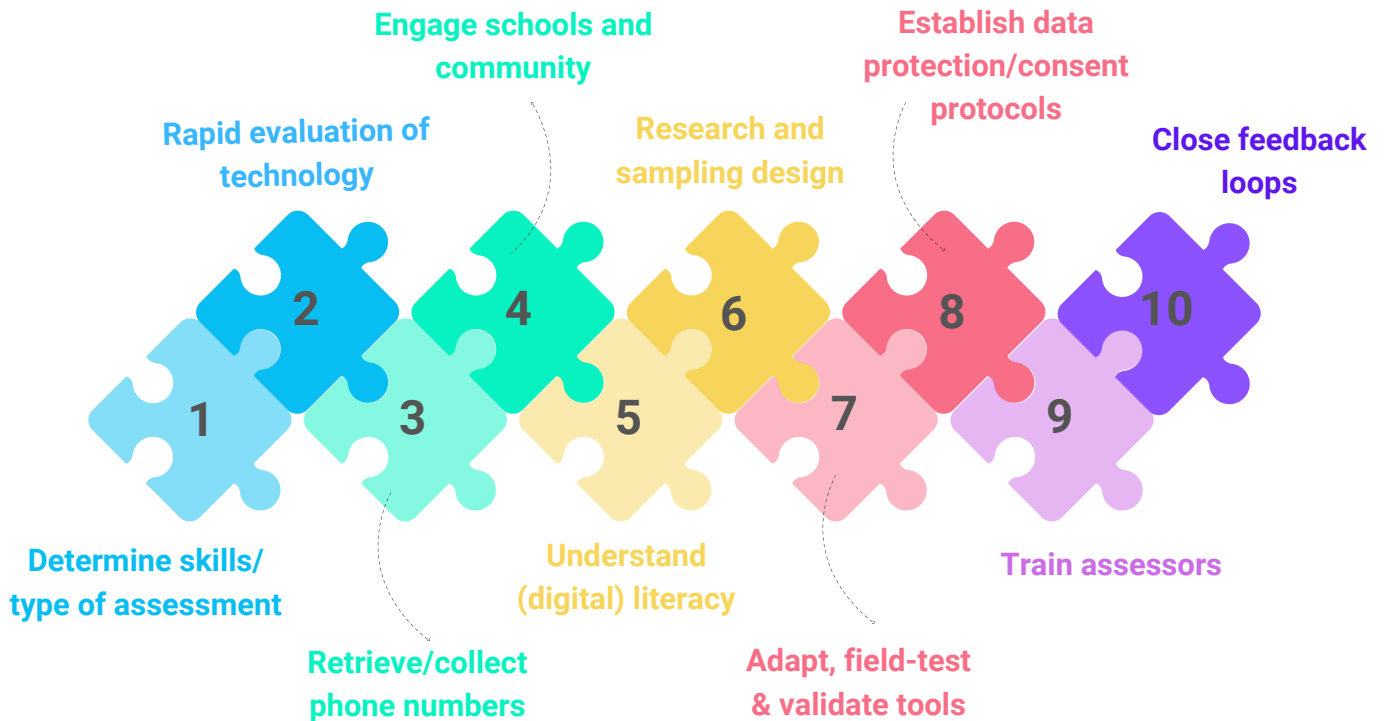 Engage schools and
community
Establish data
protection/consent
protocols
Rapid evaluation of
technology
Research and
sampling design
Close feedback
loops
2
4
6
8
10
1
3
5
7
9
Determine skills/
type of assessment
Understand
(digital) literacy
Train assessors
Retrieve/collect
phone numbers
Adapt, field-test
& validate tools